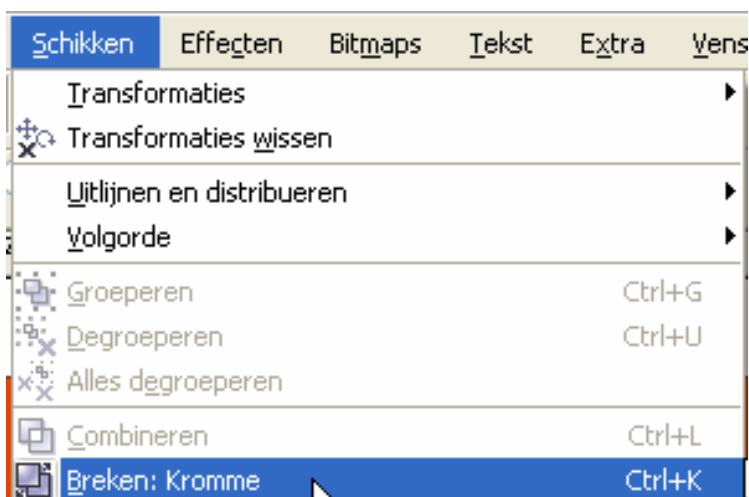 Schikken Effecten Bitmaps Tekst Extra Vens
Transformaties
Transformaties wissen
Uitlijnen en distribueren
Volgorde
Groeperen Ctrl+G
Degroeperen Ctrl+U
Alles degroeperen
Combineren Ctrl+L
Breken: Kromme Ctrl+K